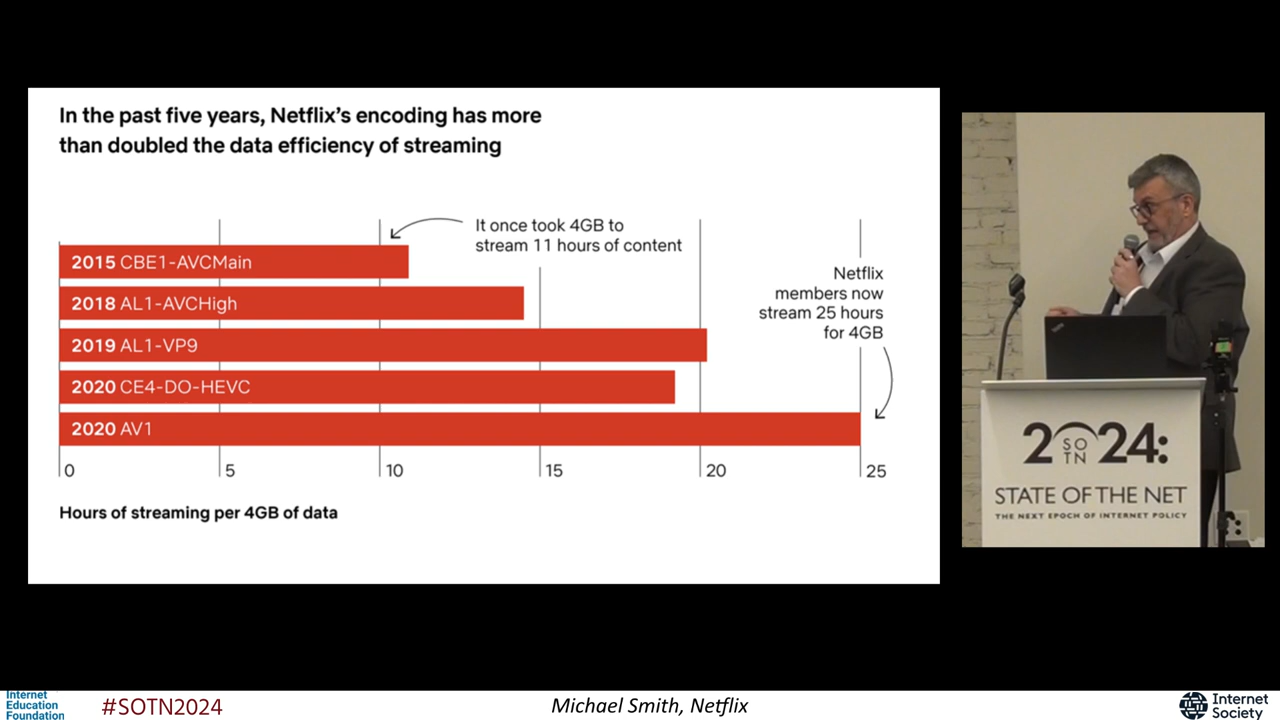 In the past five years, Netflix's encoding has more
than doubled the data efficiency of streaming
It once took 4GB to
stream 11 hours of content
2015 CBE1-AVCMain
2018 AL1-AVCHigh
2019 AL1-VP9
2020 CE4-DO-HEVC
2020 AV1
Netflix
members now
stream 25 hours
for 4GB
0 5 10 15 20 25
Hours of streaming per 4GB of data
2024:
SO
TN
STATE OF THE NET
THE NEXT EPOCH OF INTERNET POLICY
Internet
Education
Foundation
#SOTN2024
Michael Smith, Netflix
Internet
Society